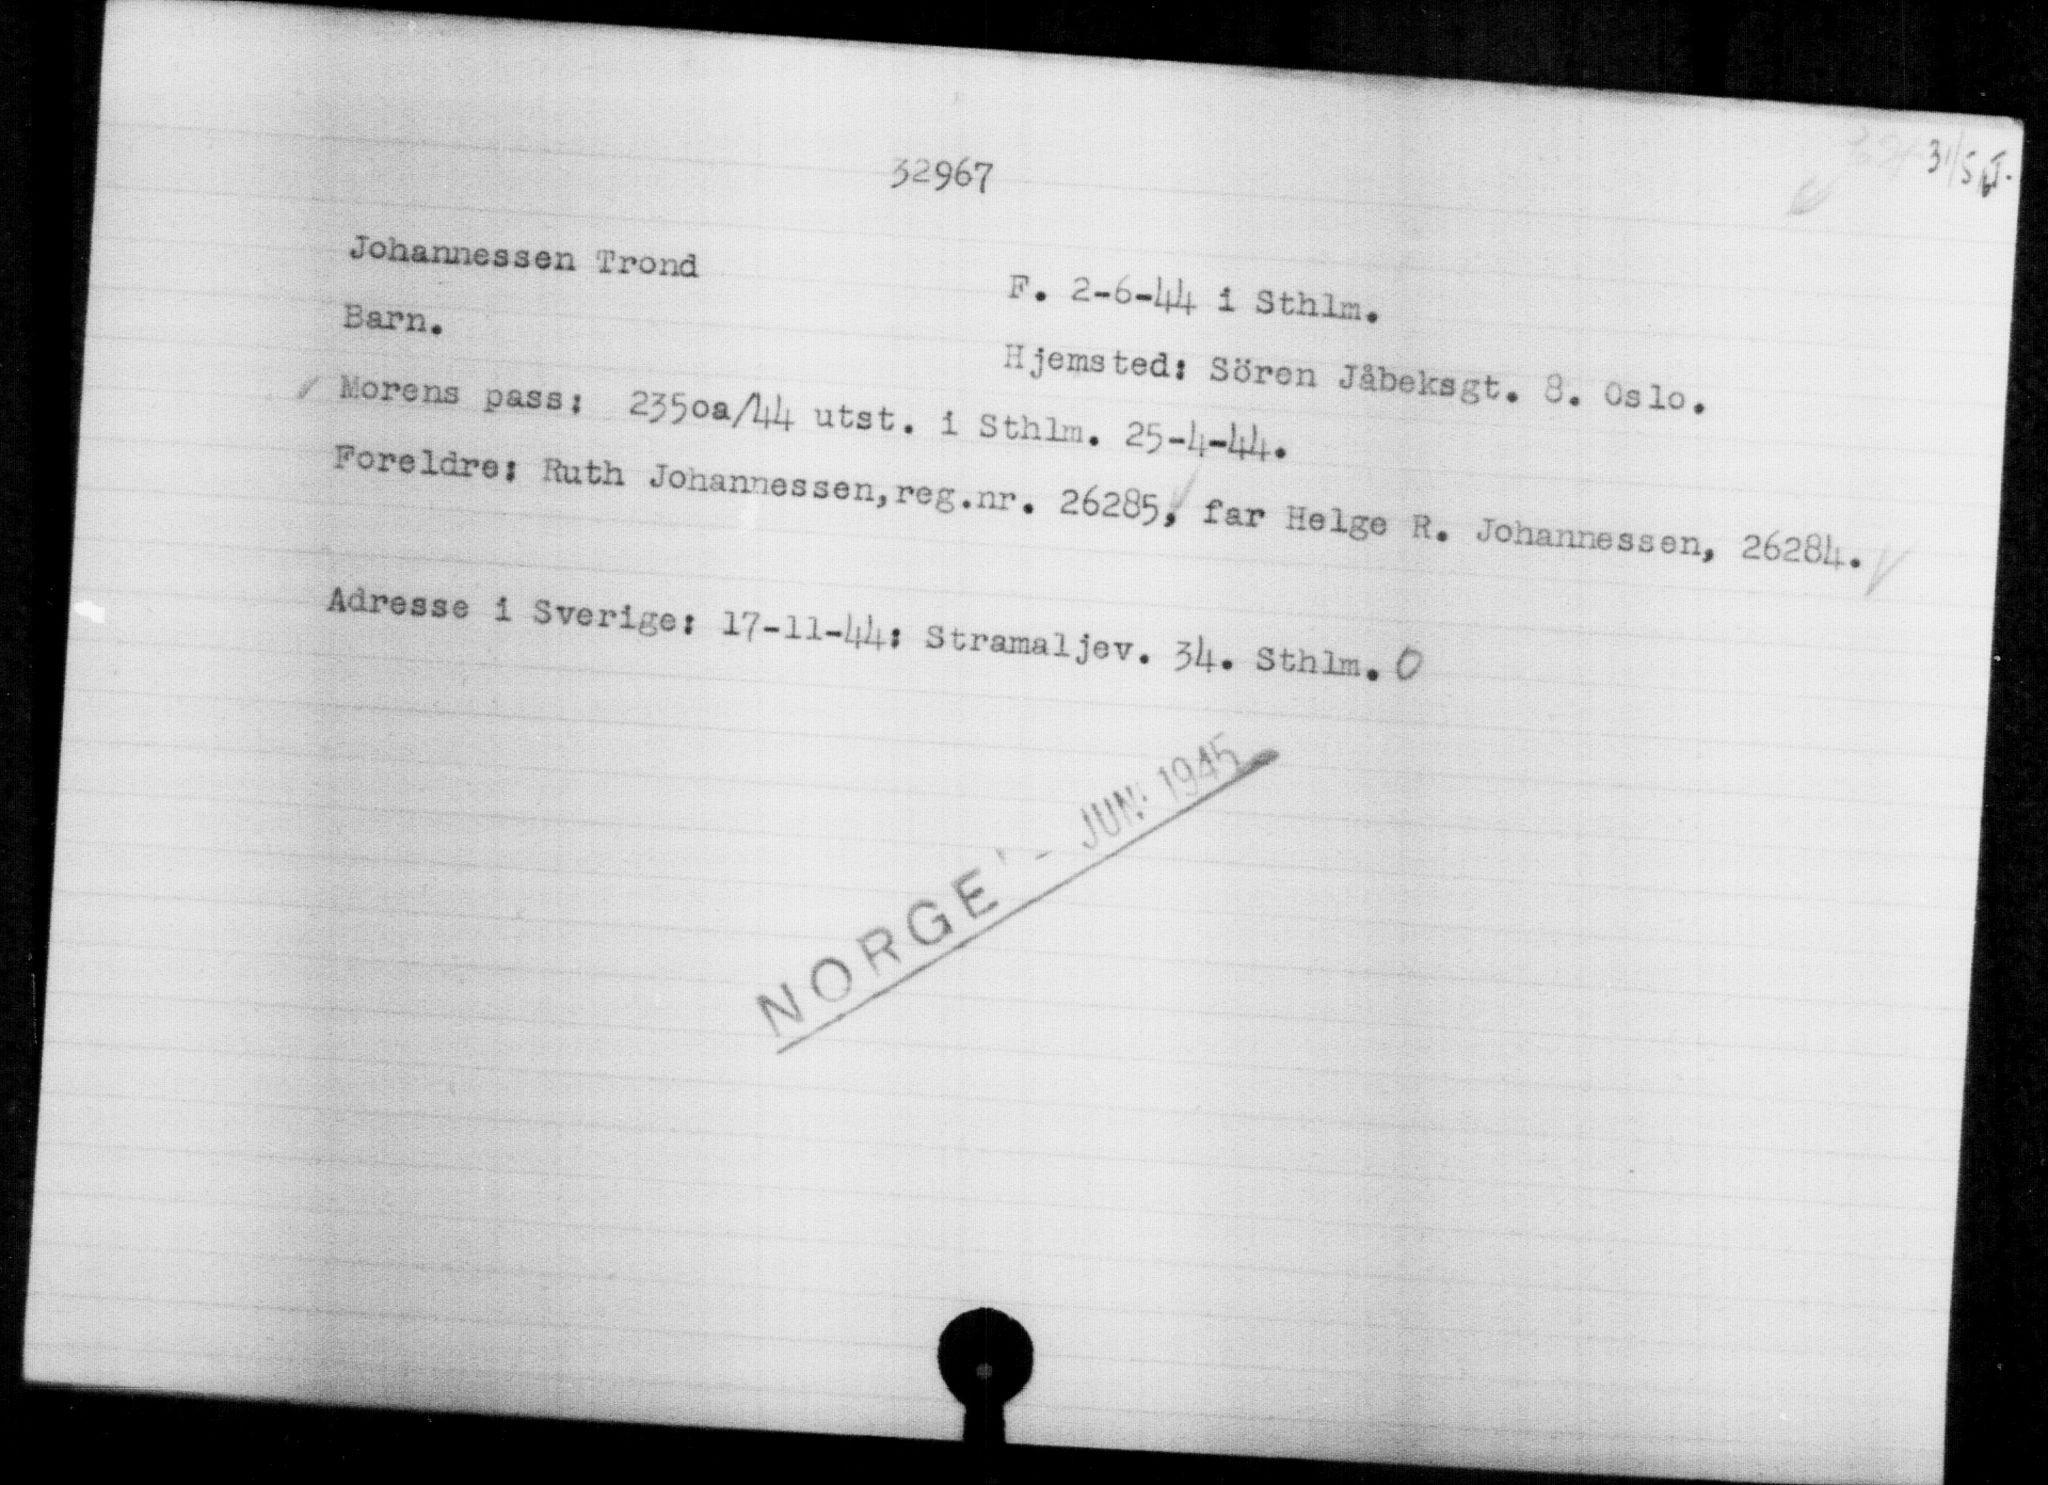 31/5
32967
Johannessen Trond
F. 2-6-44 i Sthlm.
Barn.
Hjemsted: Sören Jåbeksgt. 8. Oslo.
Morens pass: 2350a/44 utst. i Sthlm. 25-4-44.
Foreldre: Ruth Johannessen,reg.nr. 26285, far Helge R. Johannessen, 26284.
Adresse i Sverige: 17-11-44: Stramaljev. 34. Sthlm. O
NORGE - JUN. 1945